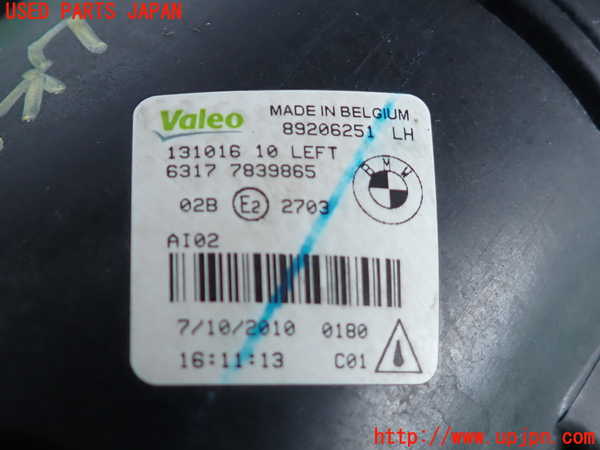 USED PARTS JAPAN
Valeo
MADE IN BELGIUM
89206251 LH
131016 10 LEFT
6317 7839865
BMW
02B E2 2703
AI02
7/10/2010 0180
16:11:13 C01
http://www.upjpn.com/